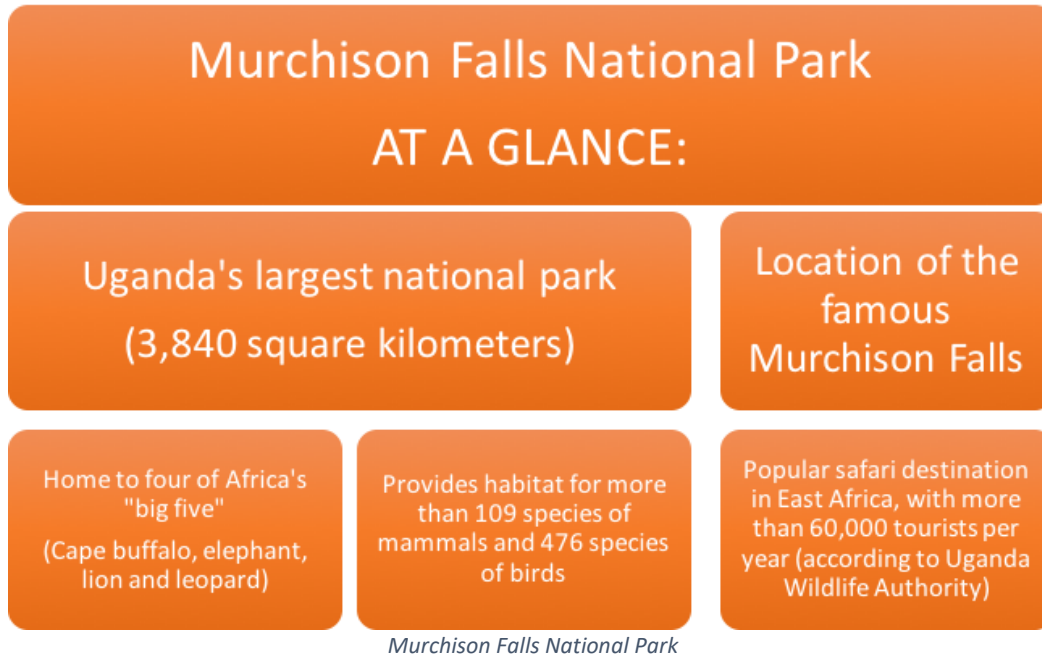 Murchison Falls National Park
AT A GLANCE:
Uganda's largest national park
(3,840 square kilometers)
Location of the
famous
Murchison Falls
Home to four of Africa's
"big five"
(Cape buffalo, elephant,
lion and leopard)
Provides habitat for more
than 109 species of
mammals and 476 species
of birds
Popular safari destination
in East Africa, with more
than 60,000 tourists per
year (according to Uganda
Wildlife Authority)
Murchison Falls National Park